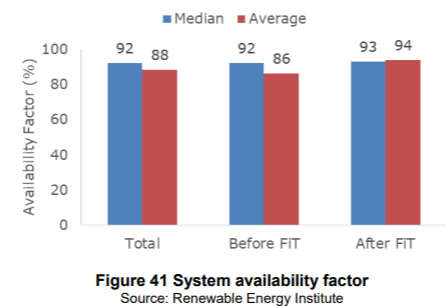 Median Average
92 88 92 86 93 94
100
80
60
40
20
0
Availability Factor (%)
Total Before FiT After FiT
Figure 41 System availability factor
Source: Renewable Energy Institute